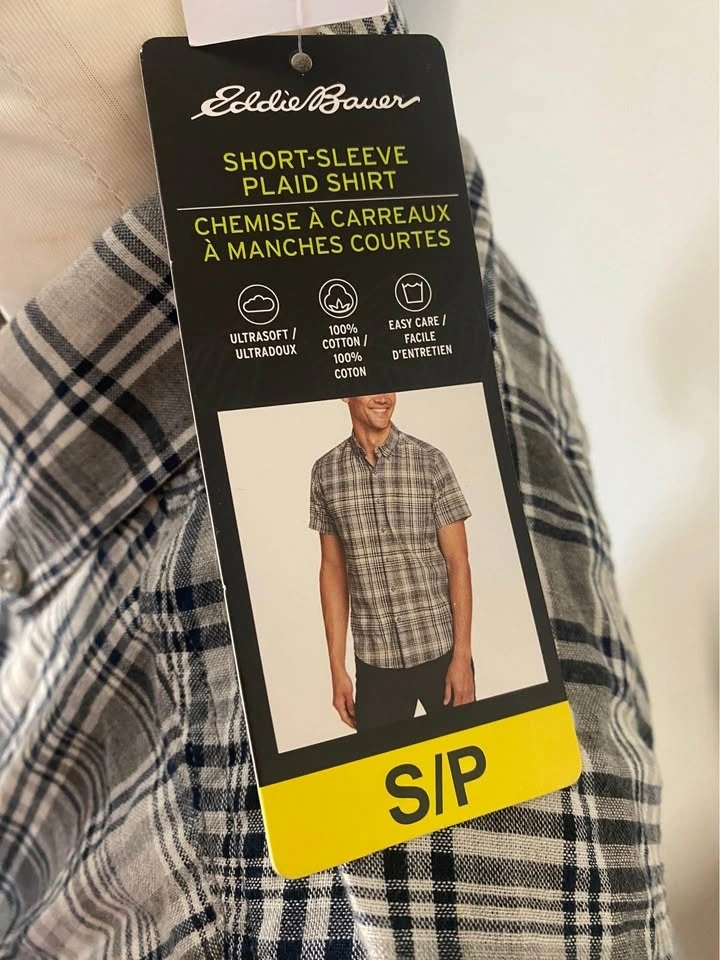 Eddie Bauer
SHORT-SLEEVE
PLAID SHIRT
CHEMISE À CARREAUX
À MANCHES COURTES
ULTRASOFT /
ULTRADOUX
100%
COTTON /
100%
COTON
EASY CARE /
FACILE
D'ENTRETIEN
S/P